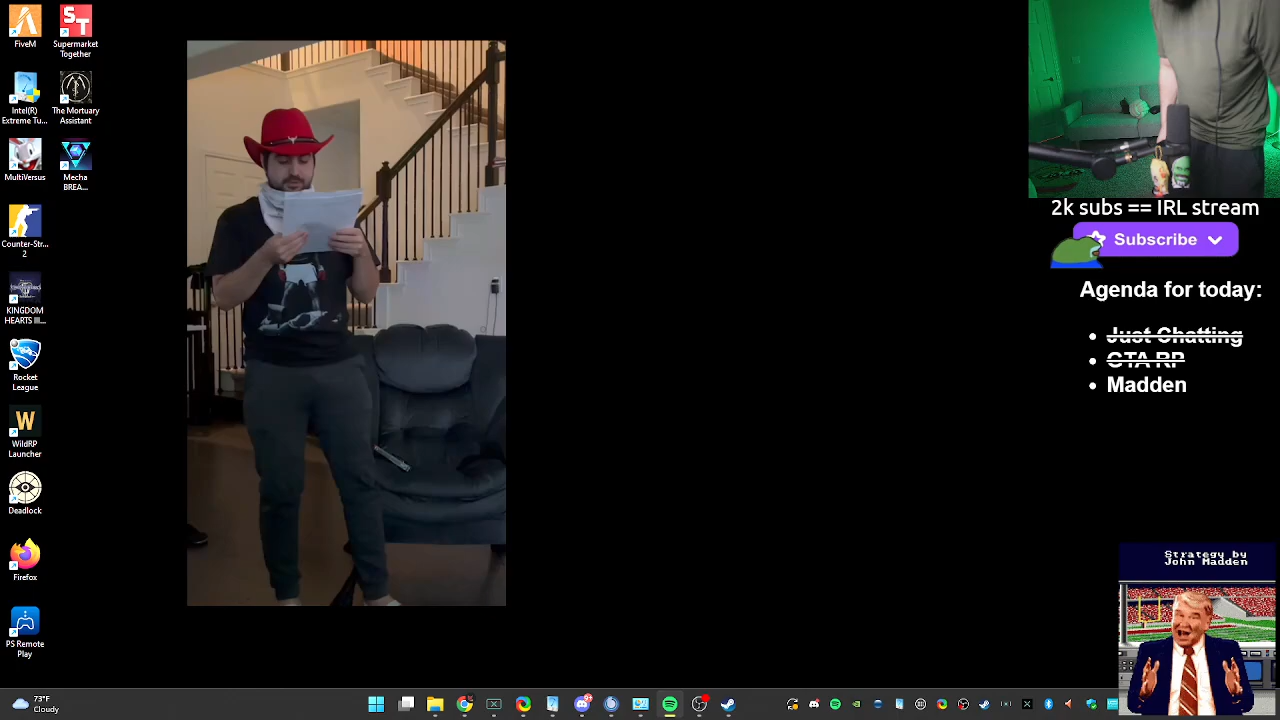 FiveM
Supermarket
Together
Intel(R)
Extreme Tu...
The Mortuary
Assistant
MultiVersus
Mecha
BREA...
Counter-Str...
2
KINGDOM
HEARTS III...
Rocket
League
WildRP
Launcher
Deadlock
Firefox
PS Remote
Play
2k subs == IRL stream
Subscribe
Agenda for today:
Just Chatting
GTA RP
Madden
Strategy by
John Madden
73°F
Cloudy